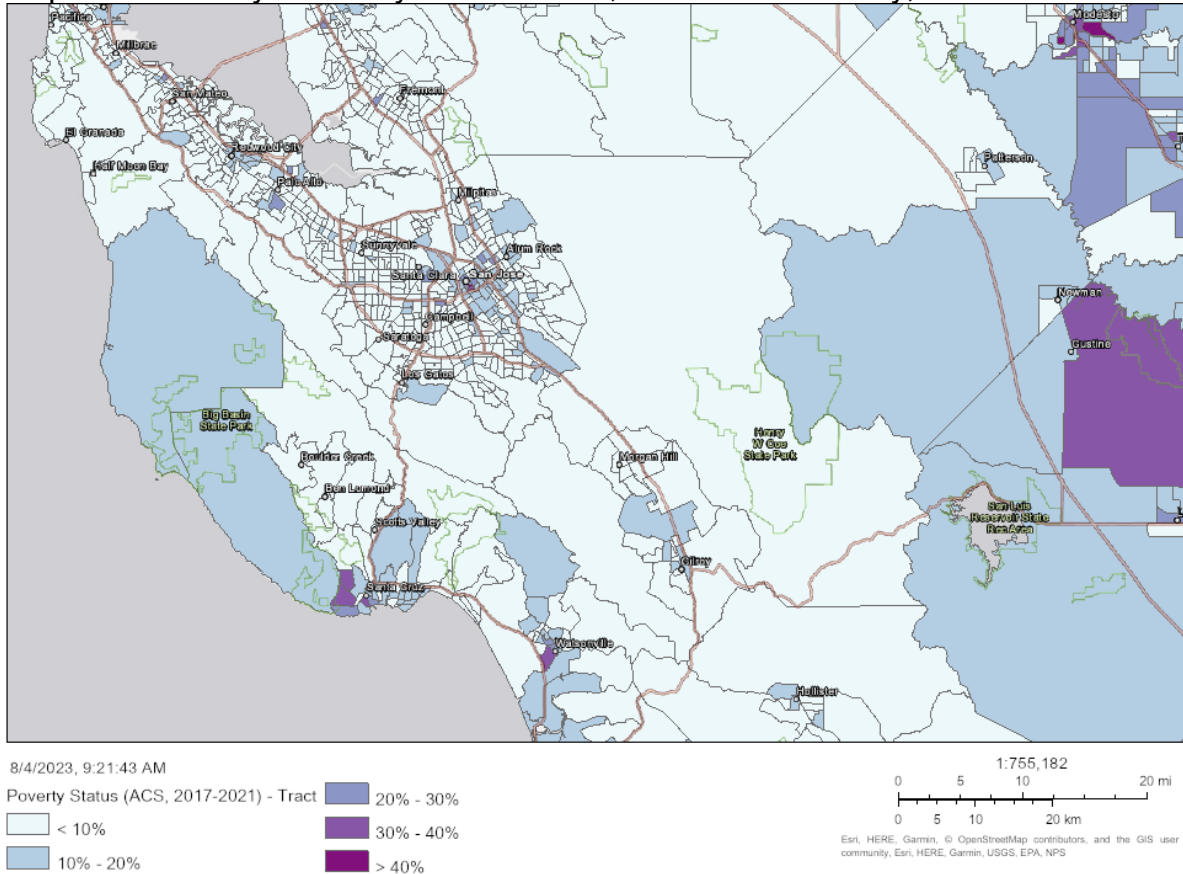 Pacifica
Millbrae
San Mateo
El Granada
Half Moon Bay
Redwood City
Palo Alto
Fremont
Milpitas
Modesto
Patterson
Sunnyvale
Santa Clara
San Jose
Alum Rock
Campbell
Saratoga
Los Gatos
Newman
Gustine
Big Basin
State Park
Boulder Creek
Ben Lomond
Scotts Valley
Santa Cruz
Morgan Hill
Henry
W Coe
State Park
San Luis
Reservoir State
Rec Area
Gilroy
Watsonville
Hollister
8/4/2023, 9:21:43 AM
Poverty Status (ACS, 2017-2021) - Tract
< 10%
10% - 20%
20% - 30%
30% - 40%
> 40%
1:755,182
0 5 10 20 mi
0 5 10 20 km
Esri, HERE, Garmin, © OpenStreetMap contributors, and the GIS user
community, Esri, HERE, Garmin, USGS, EPA, NPS